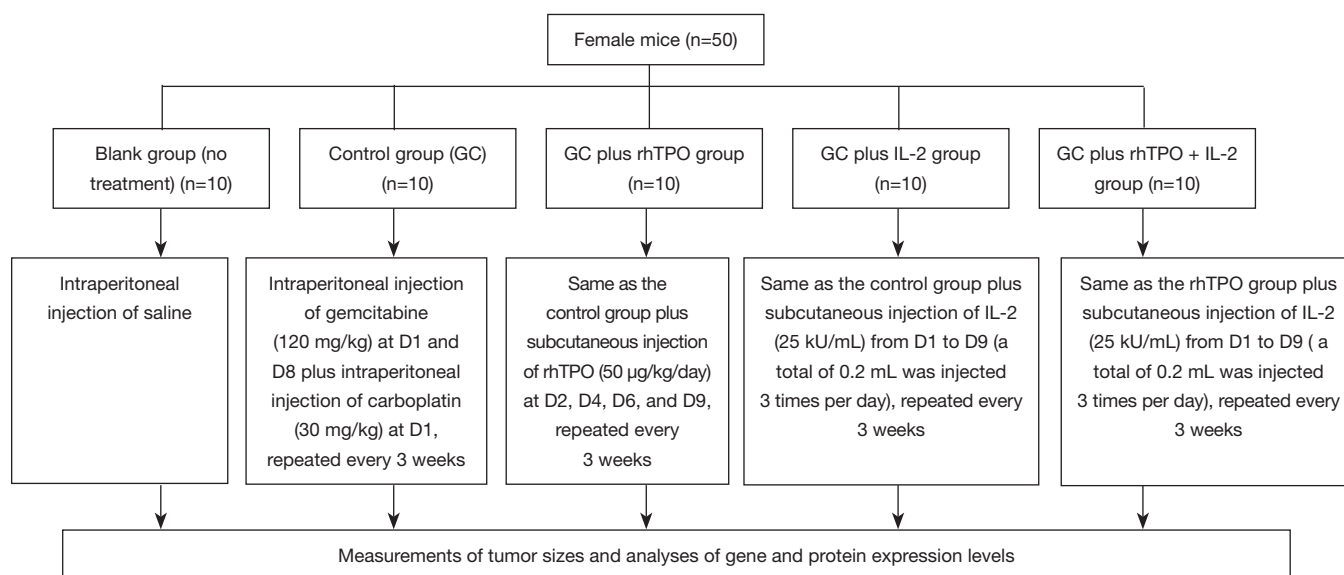 Female mice (n=50)
Blank group (no
treatment) (n=10)
Control group (GC)
(n=10)
GC plus rhTPO group
(n=10)
GC plus IL-2 group
(n=10)
GC plus rhTPO + IL-2
group (n=10)
Intraperitoneal
injection of saline
Intraperitoneal injection
of gemcitabine
(120 mg/kg) at D1 and
D8 plus intraperitoneal
injection of carboplatin
(30 mg/kg) at D1,
repeated every 3 weeks
Same as the
control group plus
subcutaneous injection
of rhTPO (50 µg/kg/day)
at D2, D4, D6, and D9,
repeated every
3 weeks
Same as the control group plus
subcutaneous injection of IL-2
(25 kU/mL) from D1 to D9 (a
total of 0.2 mL was injected
3 times per day), repeated every
3 weeks
Same as the rhTPO group plus
subcutaneous injection of IL-2
(25 kU/mL) from D1 to D9 ( a
total of 0.2 mL was injected
3 times per day), repeated every
3 weeks
Measurements of tumor sizes and analyses of gene and protein expression levels